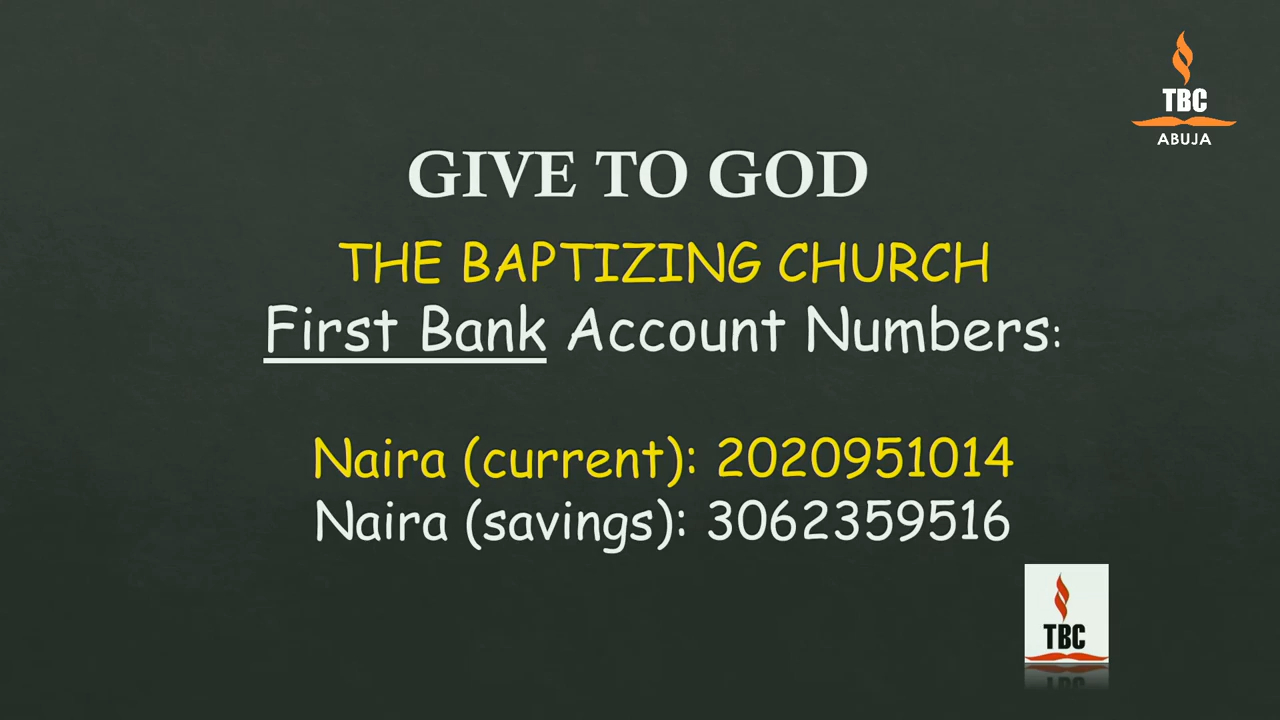 TBC
ABUJA
GIVE TO GOD
THE BAPTIZING CHURCH
First Bank Account Numbers:
Naira (current): 2020951014
Naira (savings): 3062359516
TBC